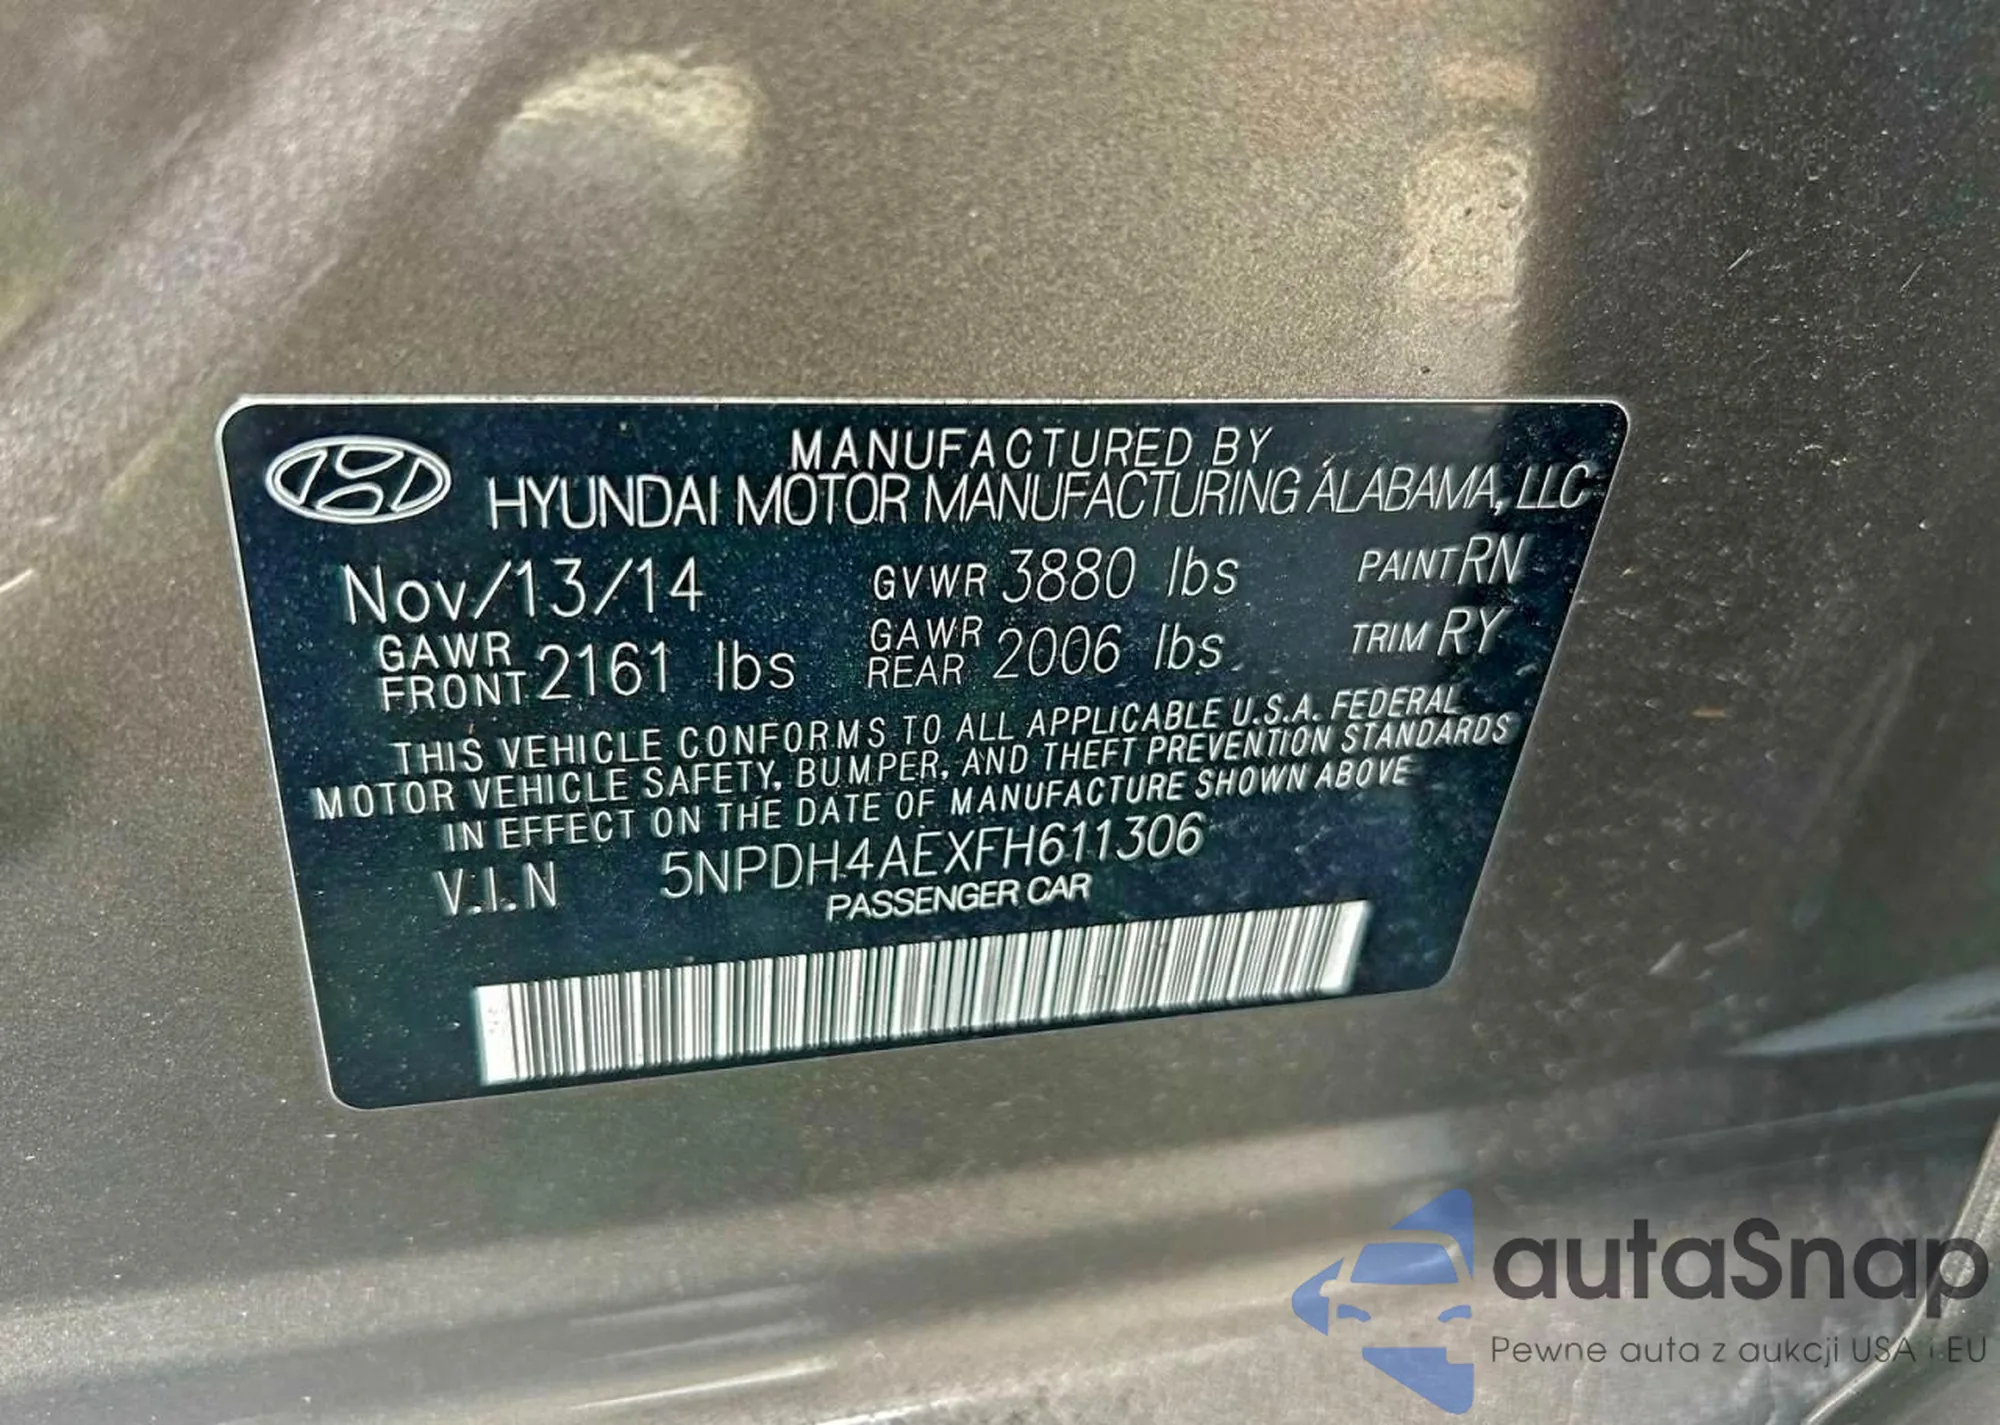 MANUFACTURED BY
HYUNDAI MOTOR MANUFACTURING ALABAMA, LLC
Nov/13/14 GVWR 3880 lbs PAINT RN
GAWR FRONT 2161 lbs GAWR REAR 2006 lbs TRIM RY
THIS VEHICLE CONFORMS TO ALL APPLICABLE U.S.A. FEDERAL
MOTOR VEHICLE SAFETY, BUMPER, AND THEFT PREVENTION STANDARDS
IN EFFECT ON THE DATE OF MANUFACTURE SHOWN ABOVE
V.I.N 5NPDH4AEXFH611306
PASSENGER CAR
autaSnap
Pewne auta z aukcji USA i EU